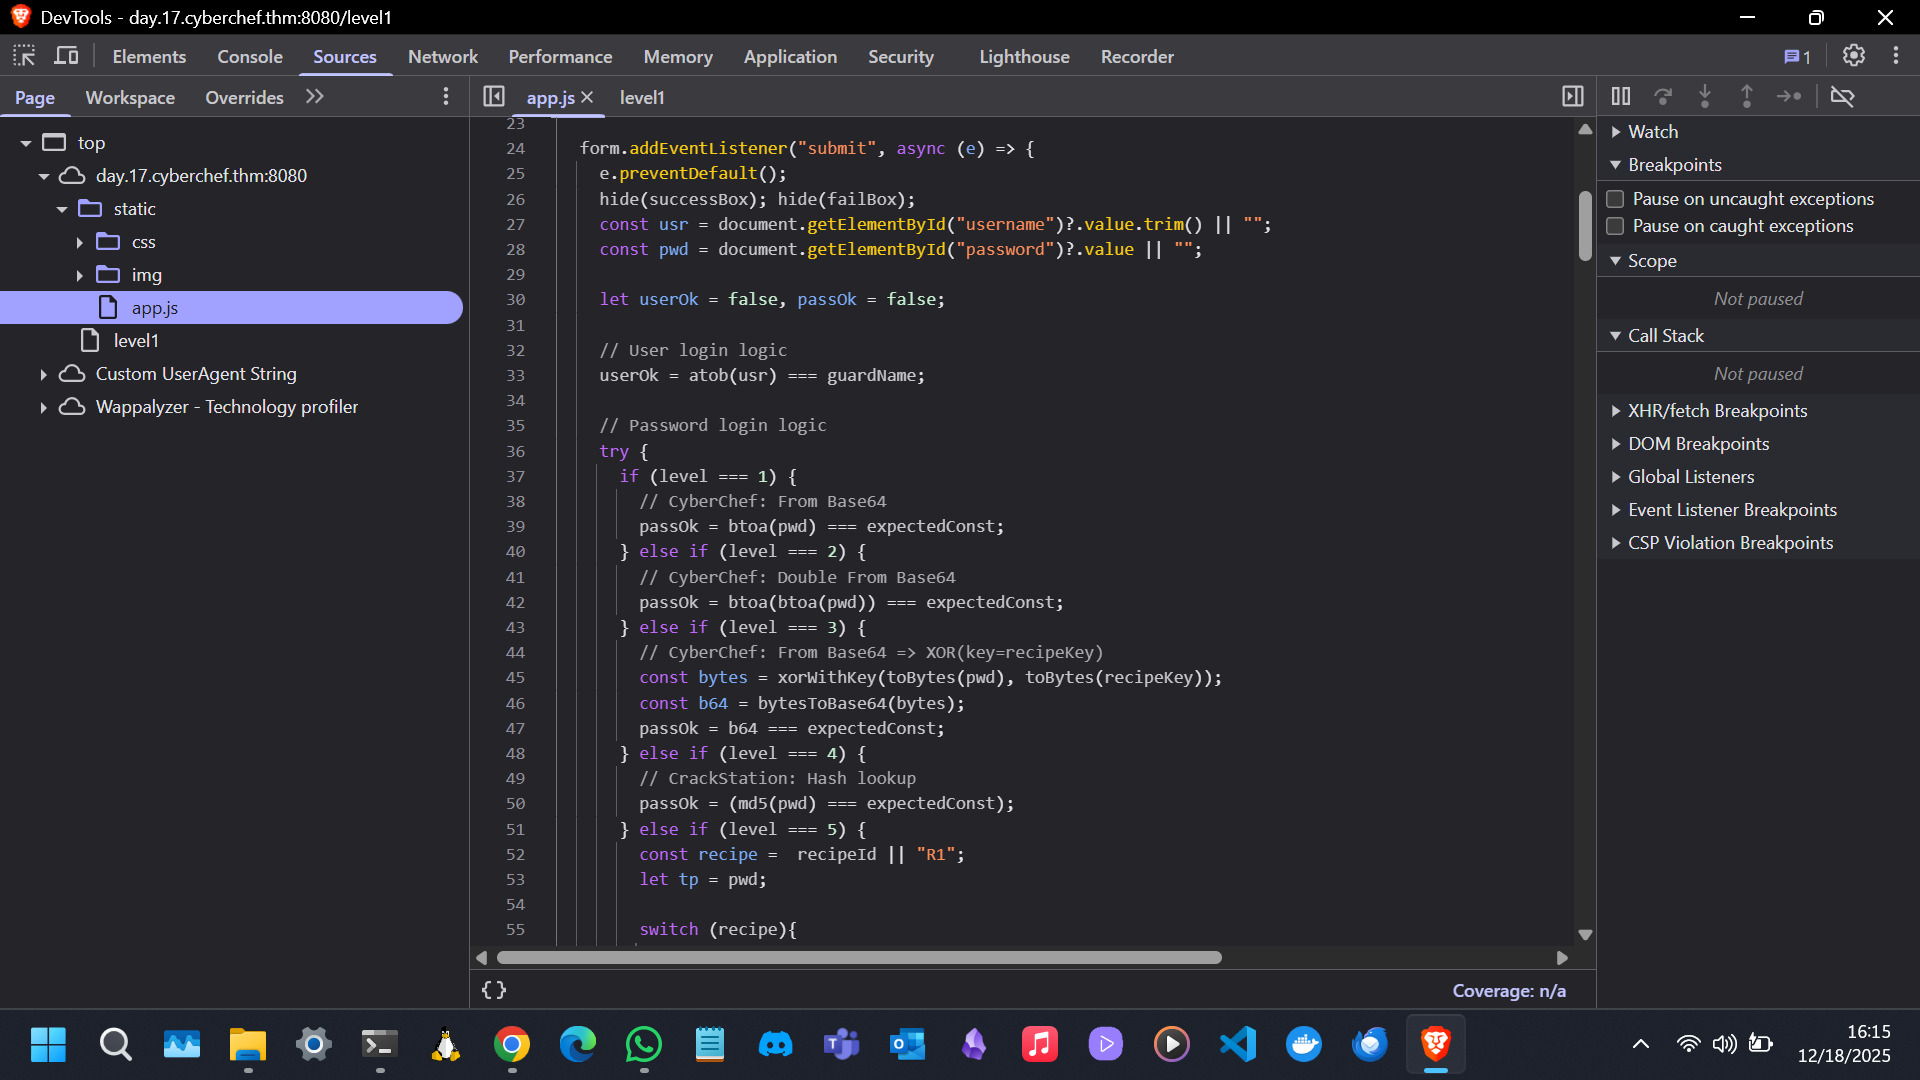 DevTools - day.17.cyberchef.thm:8080/level1
Elements Console Sources Network Performance Memory Application Security Lighthouse Recorder 1
Page Workspace Overrides app.js level1
top
day.17.cyberchef.thm:8080
static
css
img
app.js
level1
Custom UserAgent String
Wappalyzer - Technology profiler
23
24 form.addEventListener("submit", async (e) => {
25 e.preventDefault();
26 hide(successBox); hide(failBox);
27 const usr = document.getElementById("username")?.value.trim() || "";
28 const pwd = document.getElementById("password")?.value || "";
29
30 let userOk = false, passOk = false;
31
32 // User login logic
33 userOk = atob(usr) === guardName;
34
35 // Password login logic
36 try {
37 if (level === 1) {
38 // CyberChef: From Base64
39 passOk = btoa(pwd) === expectedConst;
40 } else if (level === 2) {
41 // CyberChef: Double From Base64
42 passOk = btoa(btoa(pwd)) === expectedConst;
43 } else if (level === 3) {
44 // CyberChef: From Base64 => XOR(key=recipeKey)
45 const bytes = xorWithKey(toBytes(pwd), toBytes(recipeKey));
46 const b64 = bytesToBase64(bytes);
47 passOk = b64 === expectedConst;
48 } else if (level === 4) {
49 // CrackStation: Hash lookup
50 passOk = (md5(pwd) === expectedConst);
51 } else if (level === 5) {
52 const recipe =  recipeId || "R1";
53 let tp = pwd;
54
55 switch (recipe){
{ }
Coverage: n/a
Watch
Breakpoints
Pause on uncaught exceptions
Pause on caught exceptions
Scope
Not paused
Call Stack
Not paused
XHR/fetch Breakpoints
DOM Breakpoints
Global Listeners
Event Listener Breakpoints
CSP Violation Breakpoints
16:15
12/18/2025